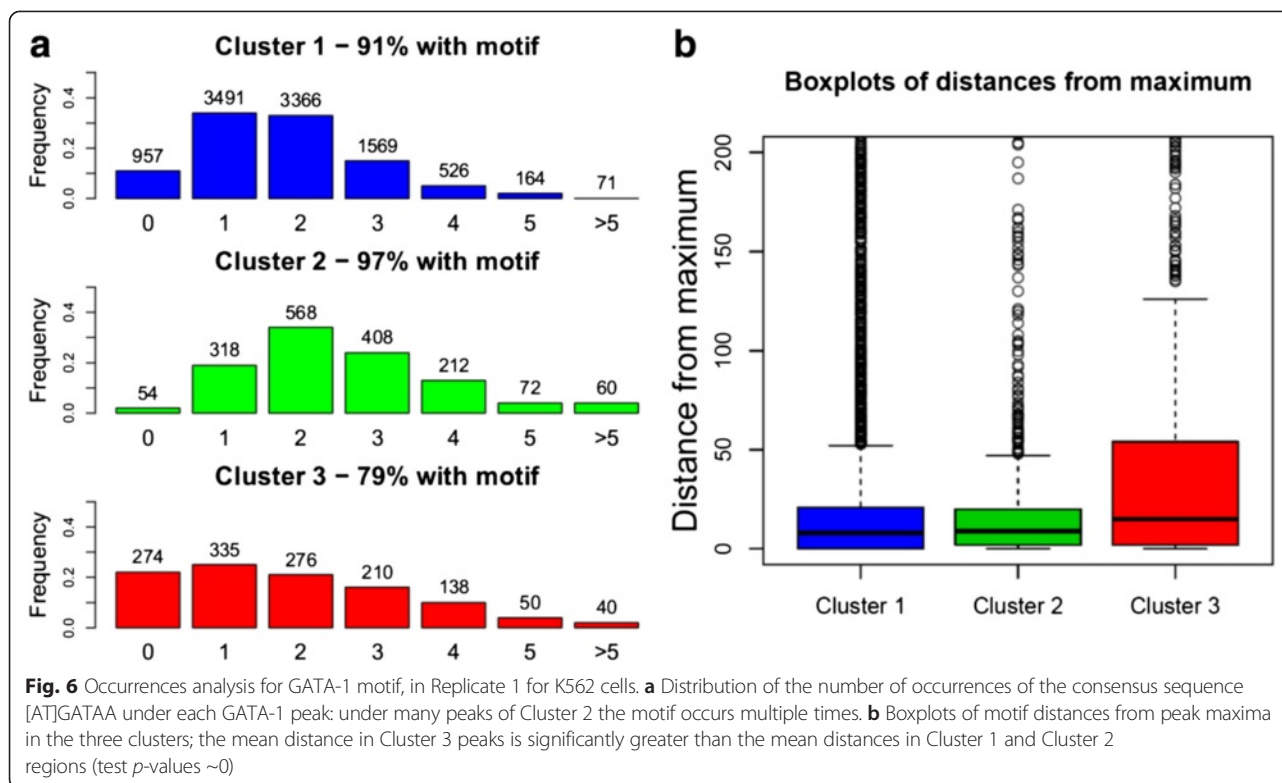 a
Cluster 1 − 91% with motif
Frequency
0.0 0.2 0.4
957 3491 3366 1569 526 164 71
0 1 2 3 4 5 >5
Cluster 2 − 97% with motif
Frequency
0.0 0.2 0.4
54 318 568 408 212 72 60
0 1 2 3 4 5 >5
Cluster 3 − 79% with motif
Frequency
0.0 0.2 0.4
274 335 276 210 138 50 40
0 1 2 3 4 5 >5
b
Boxplots of distances from maximum
Distance from maximum
0 50 100 150 200
Cluster 1 Cluster 2 Cluster 3
Fig. 6 Occurrences analysis for GATA-1 motif, in Replicate 1 for K562 cells. a Distribution of the number of occurrences of the consensus sequence
[AT]GATAA under each GATA-1 peak: under many peaks of Cluster 2 the motif occurs multiple times. b Boxplots of motif distances from peak maxima
in the three clusters; the mean distance in Cluster 3 peaks is significantly greater than the mean distances in Cluster 1 and Cluster 2
regions (test p-values ~0)